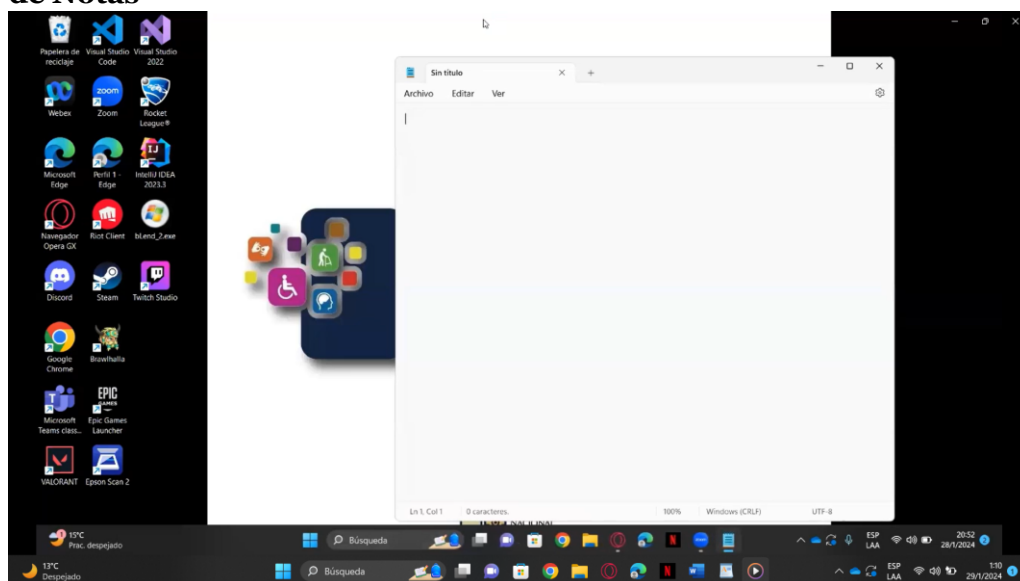 de Notas
Papelera de reciclaje
Visual Studio Code
Visual Studio 2022
Webex
zoom
Zoom
Rocket League®
Microsoft Edge
Perfil 1 - Edge
IJ
IntelliJ IDEA 2023.3
Navegador Opera GX
Riot Client
bLend_2.exe
Discord
Steam
Twitch Studio
Google Chrome
Brawlhalla
Microsoft Teams class...
EPIC
GAMES
Epic Games Launcher
VALORANT
Epson Scan 2
Sin título
Archivo Editar Ver
Ln 1, Col 1 0 caracteres. 100% Windows (CRLF) UTF-8
15°C
Prac. despejado
Búsqueda
ESP
LAA
20:52
28/1/2024
13°C
Despejado
Búsqueda
ESP
LAA
1:10
29/1/2024